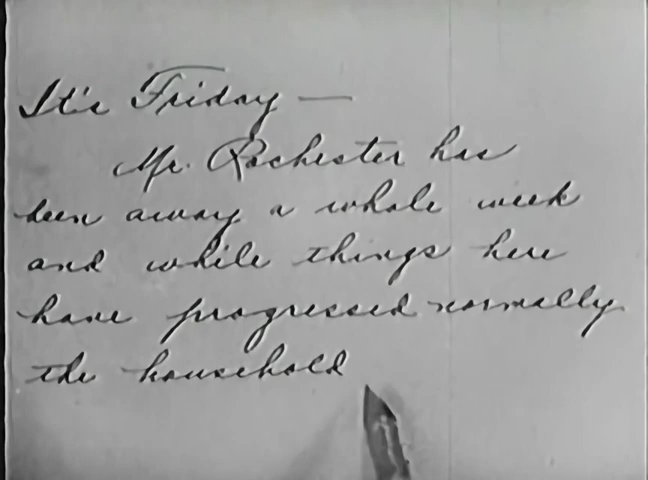 It's Friday —
Mr. Rochester has
been away a whole week
and while things here
have progressed normally
the household